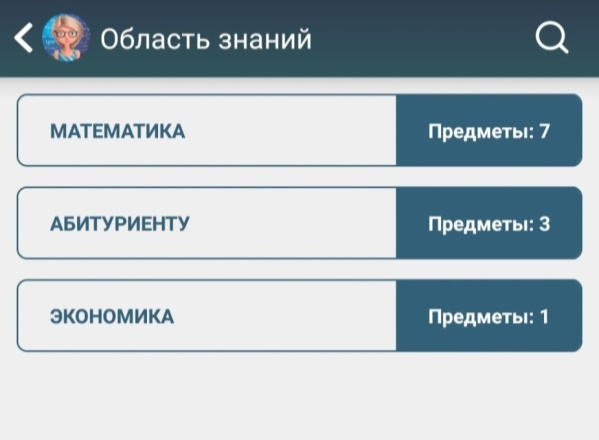 Область знаний
МАТЕМАТИКА Предметы: 7
АБИТУРИЕНТУ Предметы: 3
ЭКОНОМИКА Предметы: 1